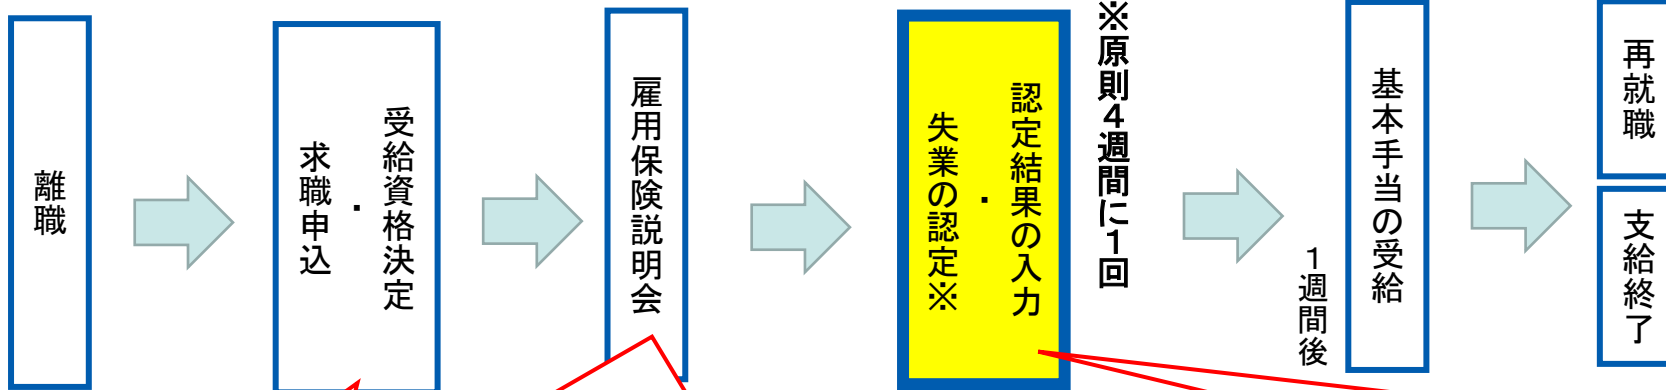 離職
受給資格決定
・
求職申込
雇用保険説明会
認定結果の入力
・
失業の認定※
※原則4週間に1回
1週間後
基本手当の受給
再就職
支給終了